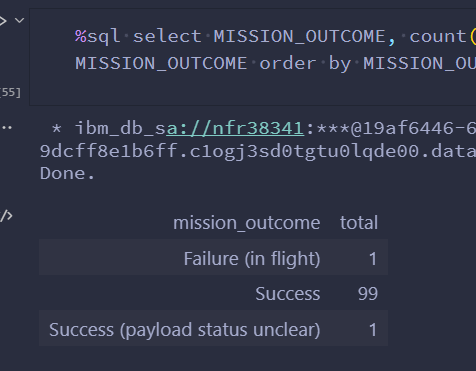 %sql select MISSION_OUTCOME, count(
MISSION_OUTCOME order by MISSION_OU
[55]
* ibm_db_sa://nfr38341:***@19af6446-6
9dcff8e1b6ff.c1ogj3sd0tgtu0lqde00.data
Done.
mission_outcome total
Failure (in flight) 1
Success 99
Success (payload status unclear) 1